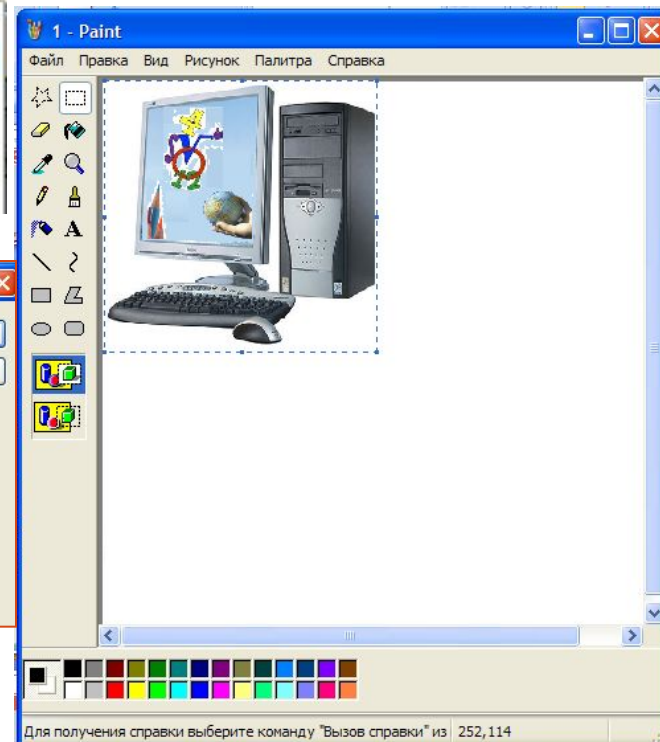 1 - Paint
Файл Правка Вид Рисунок Палитра Справка
A
Для получения справки выберите команду "Вызов справки" из 252,114